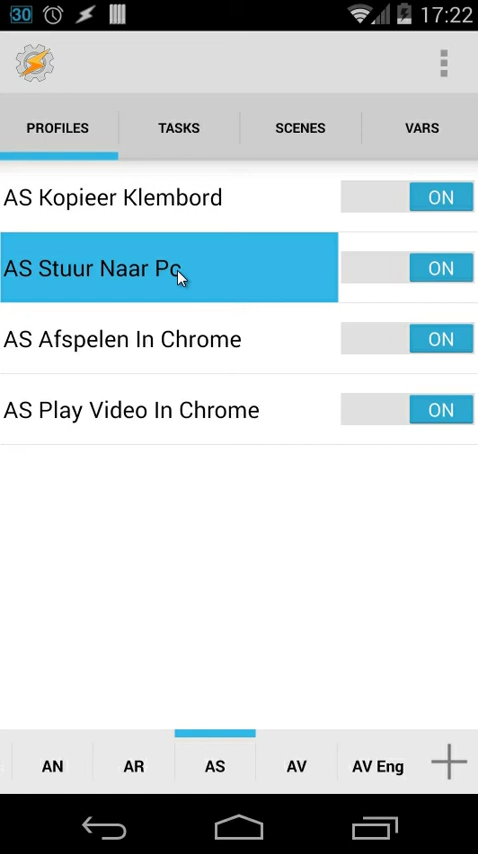 30
17:22
PROFILES TASKS SCENES VARS
AS Kopieer Klembord ON
AS Stuur Naar Pc ON
AS Afspelen In Chrome ON
AS Play Video In Chrome ON
AN AR AS AV AV Eng